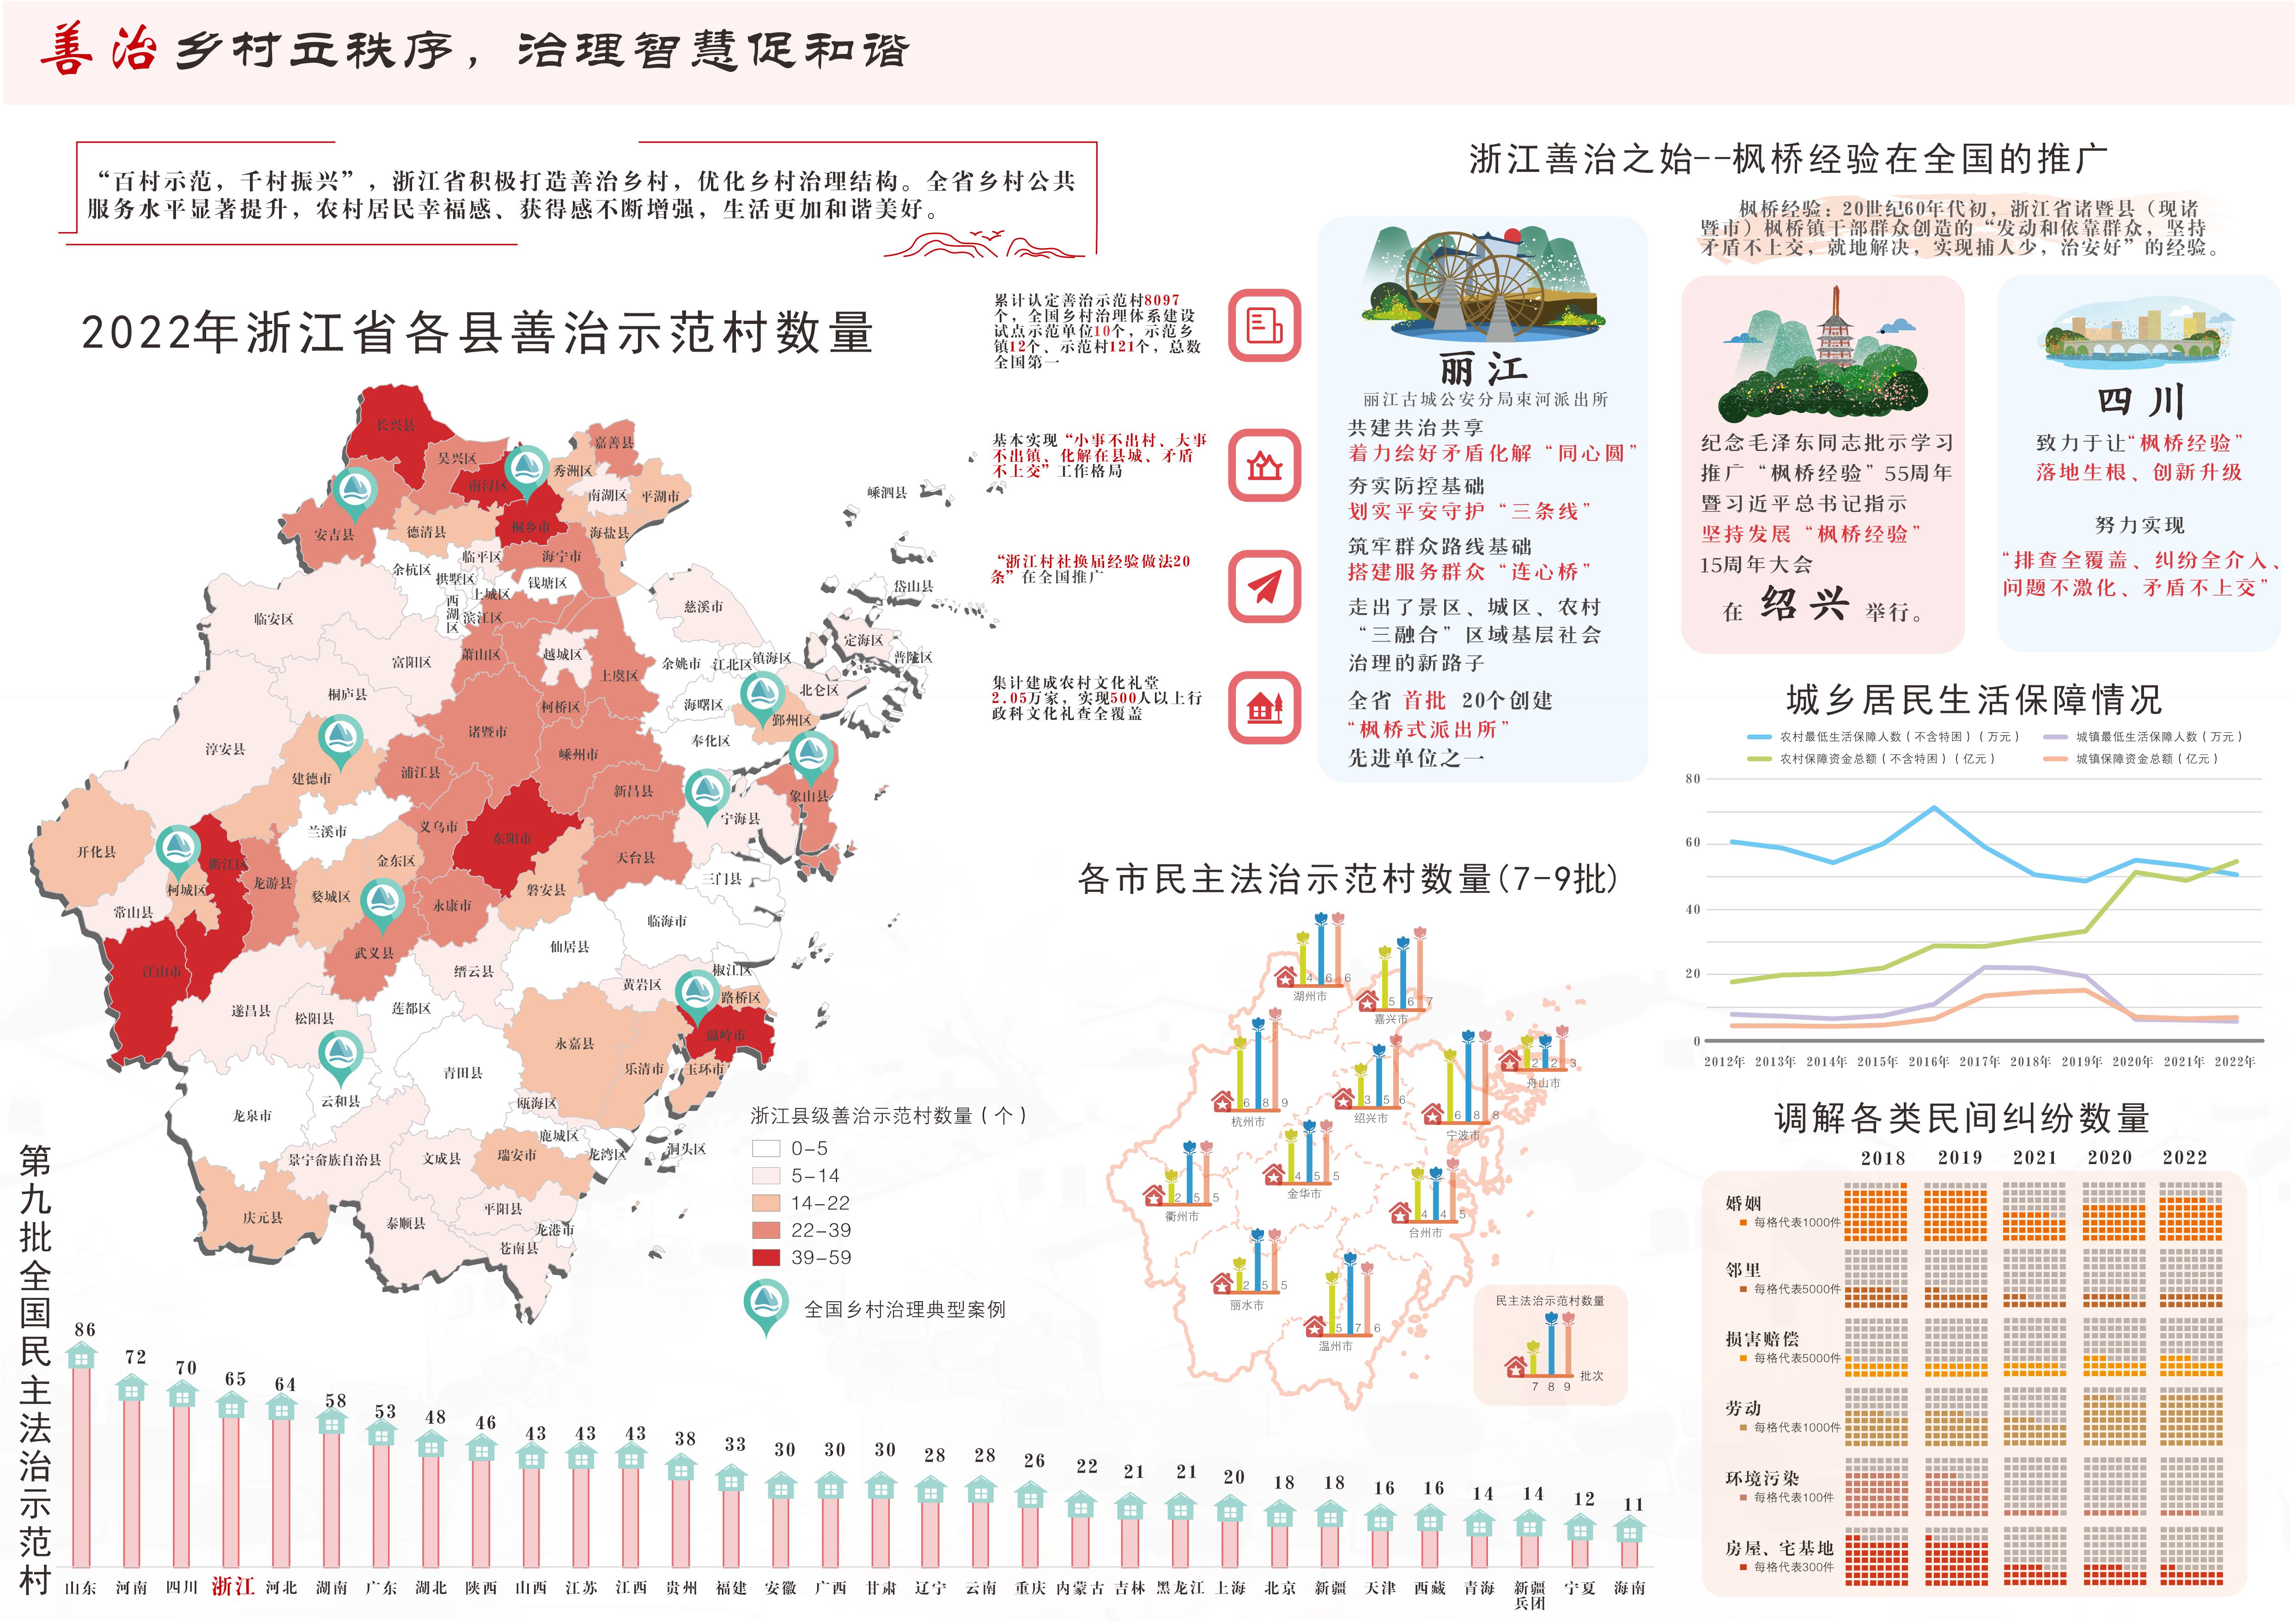 善治乡村立秩序，治理智慧促和谐
“百村示范，千村振兴”，浙江省积极打造善治乡村，优化乡村治理结构。全省乡村公共
服务水平显著提升，农村居民幸福感、获得感不断增强，生活更加和谐美好。
2022年浙江省各县善治示范村数量
长兴县
吴兴区
嘉善县
秀洲区
南浔区
南湖区
平湖市
安吉县
德清县
桐乡市
海盐县
临平区
海宁市
余杭区
拱墅区
钱塘区
上城区
西湖区
滨江区
临安区
慈溪市
嵊泗县
岱山县
定海区
普陀区
富阳区
萧山区
越城区
上虞区
余姚市
江北区
镇海区
北仑区
桐庐县
柯桥区
海曙区
鄞州区
淳安县
诸暨市
奉化区
嵊州市
建德市
浦江县
新昌县
象山县
宁海县
兰溪市
义乌市
东阳市
开化县
衢江区
金东区
天台县
龙游县
柯城区
婺城区
磐安县
三门县
常山县
永康市
临海市
武义县
仙居县
江山市
缙云县
椒江区
黄岩区
路桥区
遂昌县
松阳县
莲都区
温岭市
永嘉县
乐清市
玉环市
青田县
云和县
瓯海区
龙泉市
鹿城区
龙湾区
洞头区
景宁畲族自治县
文成县
瑞安市
庆元县
泰顺县
平阳县
龙港市
苍南县
浙江县级善治示范村数量（个）
0-5
5-14
14-22
22-39
39-59
全国乡村治理典型案例
累计认定善治示范村8097
个，全国乡村治理体系建设
试点示范单位10个，示范乡
镇12个、示范村121个，总数
全国第一
基本实现“小事不出村、大事
不出镇、化解在县城、矛盾
不上交”工作格局
“浙江村社换届经验做法20
条”在全国推广
集计建成农村文化礼堂
2.05万家，实现500人以上行
政科文化礼查全覆盖
浙江善治之始--枫桥经验在全国的推广
枫桥经验：20世纪60年代初，浙江省诸暨县（现诸
暨市）枫桥镇干部群众创造的“发动和依靠群众，坚持
矛盾不上交，就地解决，实现捕人少，治安好”的经验。
丽江
丽江古城公安分局束河派出所
共建共治共享
着力绘好矛盾化解“同心圆”
夯实防控基础
划实平安守护“三条线”
筑牢群众路线基础
搭建服务群众“连心桥”
走出了景区、城区、农村
“三融合”区域基层社会
治理的新路子
全省 首批 20个创建
“枫桥式派出所”
先进单位之一
纪念毛泽东同志批示学习
推广“枫桥经验”55周年
暨习近平总书记指示
坚持发展“枫桥经验”
15周年大会
在 绍兴 举行。
四川
致力于让“枫桥经验”
落地生根、创新升级
努力实现
“排查全覆盖、纠纷全介入、
问题不激化、矛盾不上交”
城乡居民生活保障情况
农村最低生活保障人数（不含特困）（万元） 城镇最低生活保障人数（万元）
农村保障资金总额（不含特困）（亿元） 城镇保障资金总额（亿元）
80
60
40
20
0
2012年 2013年 2014年 2015年 2016年 2017年 2018年 2019年 2020年 2021年 2022年
各市民主法治示范村数量(7-9批)
4 6 6
湖州市
5 6 7
嘉兴市
6 8 9
杭州市
3 5 6
绍兴市
6 8 8
宁波市
2 2 3
舟山市
2 5 5
衢州市
4 5 5
金华市
4 4 5
台州市
2 5 5
丽水市
5 7 6
温州市
民主法治示范村数量
7 8 9 批次
调解各类民间纠纷数量
2018 2019 2021 2020 2022
婚姻
每格代表1000件
邻里
每格代表5000件
损害赔偿
每格代表5000件
劳动
每格代表1000件
环境污染
每格代表100件
房屋、宅基地
每格代表300件
第九批全国民主法治示范村
86 72 70 65 64 58 53 48 46 43 43 43 38 33 30 30 30 28 28 26 22 21 21 20 18 18 16 16 14 14 12 11
山东 河南 四川 浙江 河北 湖南 广东 湖北 陕西 山西 江苏 江西 贵州 福建 安徽 广西 甘肃 辽宁 云南 重庆 内蒙古 吉林 黑龙江 上海 北京 新疆 天津 西藏 青海 新疆兵团 宁夏 海南